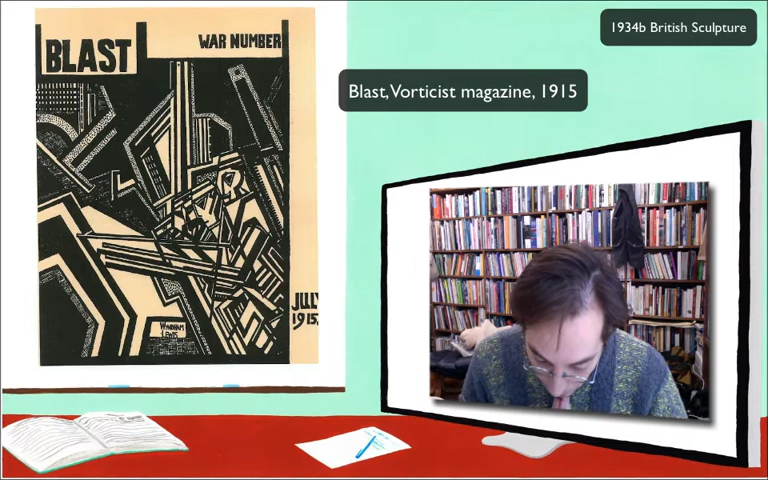 BLAST
WAR NUMBER
JULY
1915.
WYNDHAM
LEWIS
1934b British Sculpture
Blast, Vorticist magazine, 1915